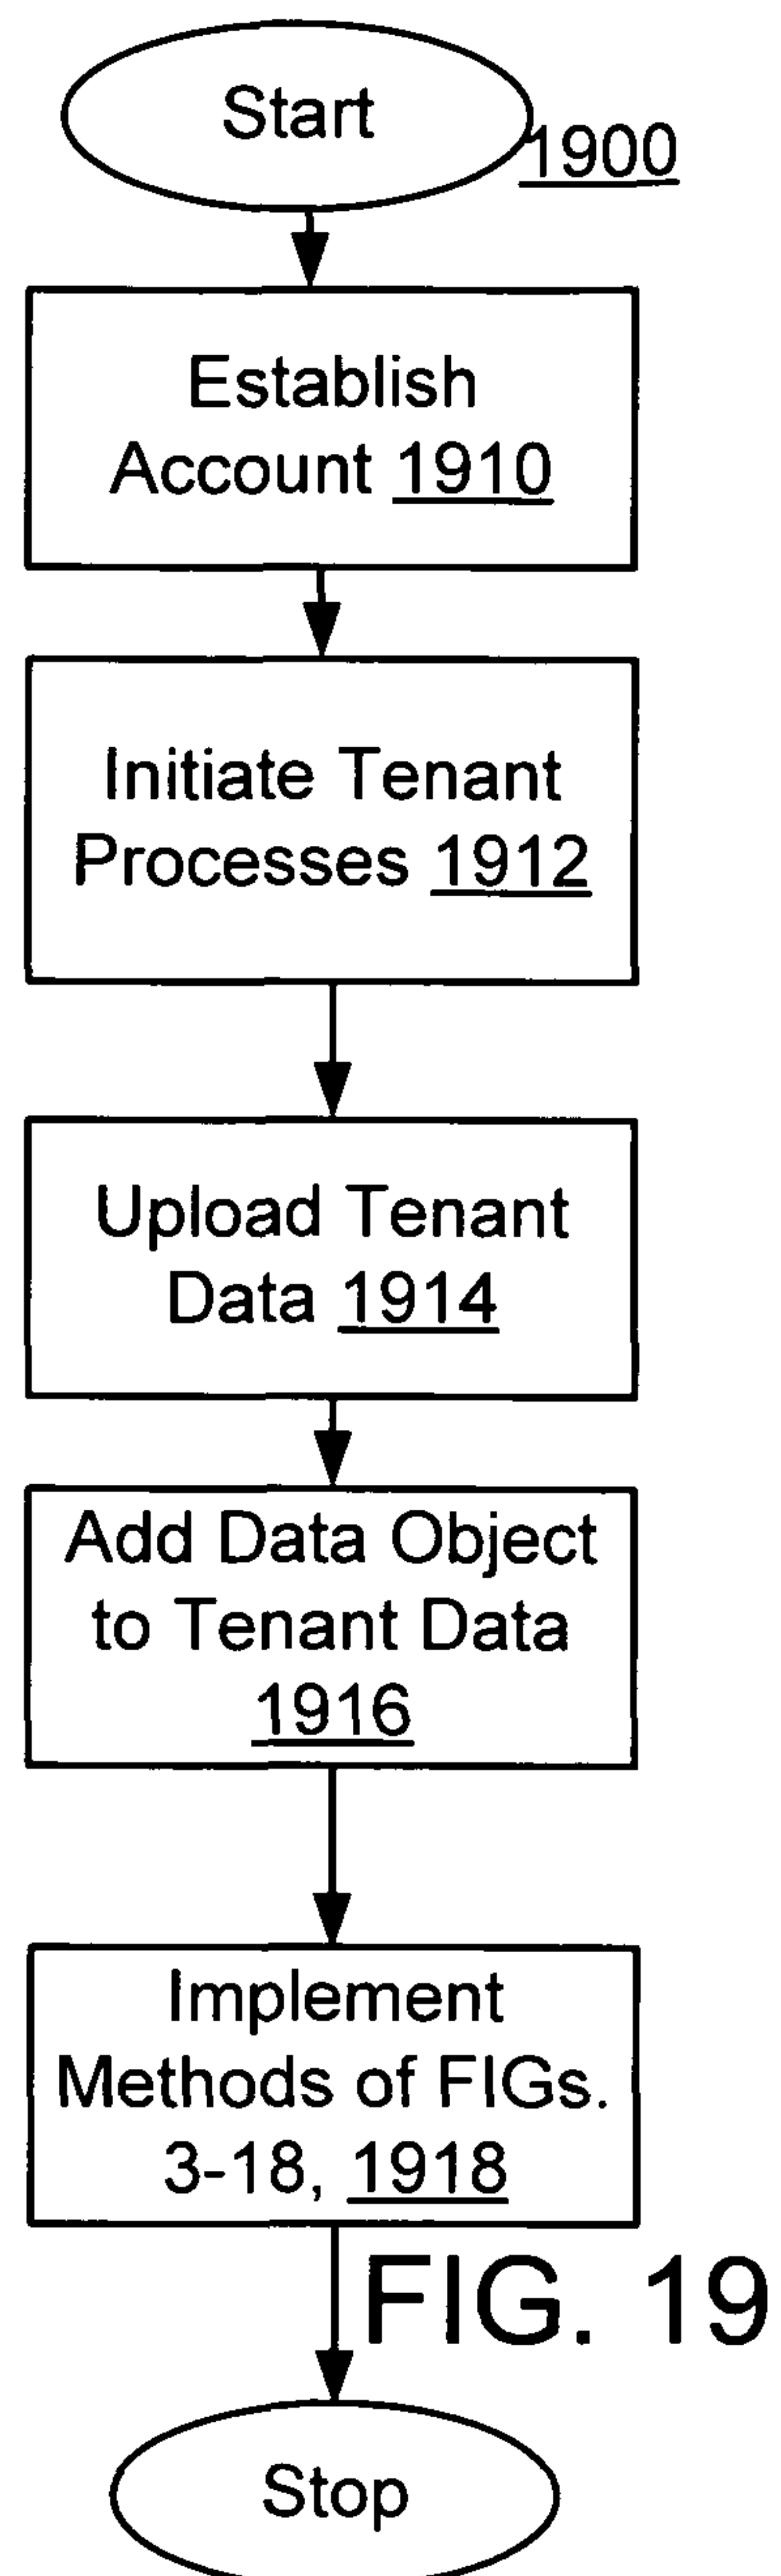 Start
1900
Establish
Account 1910
Initiate Tenant
Processes 1912
Upload Tenant
Data 1914
Add Data Object
to Tenant Data
1916
Implement
Methods of FIGs.
3-18, 1918
FIG. 19
Stop